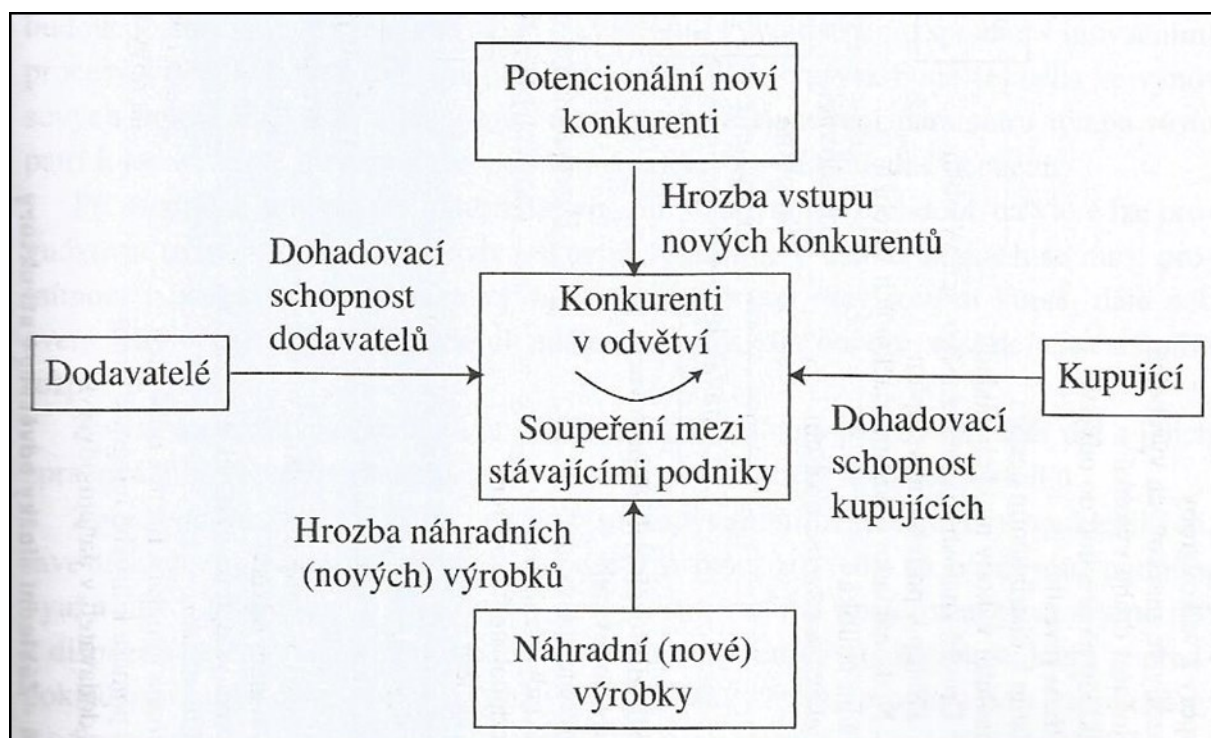 Potencionální noví
konkurenti
Hrozba vstupu
nových konkurentů
Dohadovací
schopnost
dodavatelů
Konkurenti
v odvětví
Dodavatelé
Kupující
Soupeření mezi
stávajícími podniky
Dohadovací
schopnost
kupujících
Hrozba náhradních
(nových) výrobků
Náhradní (nové)
výrobky